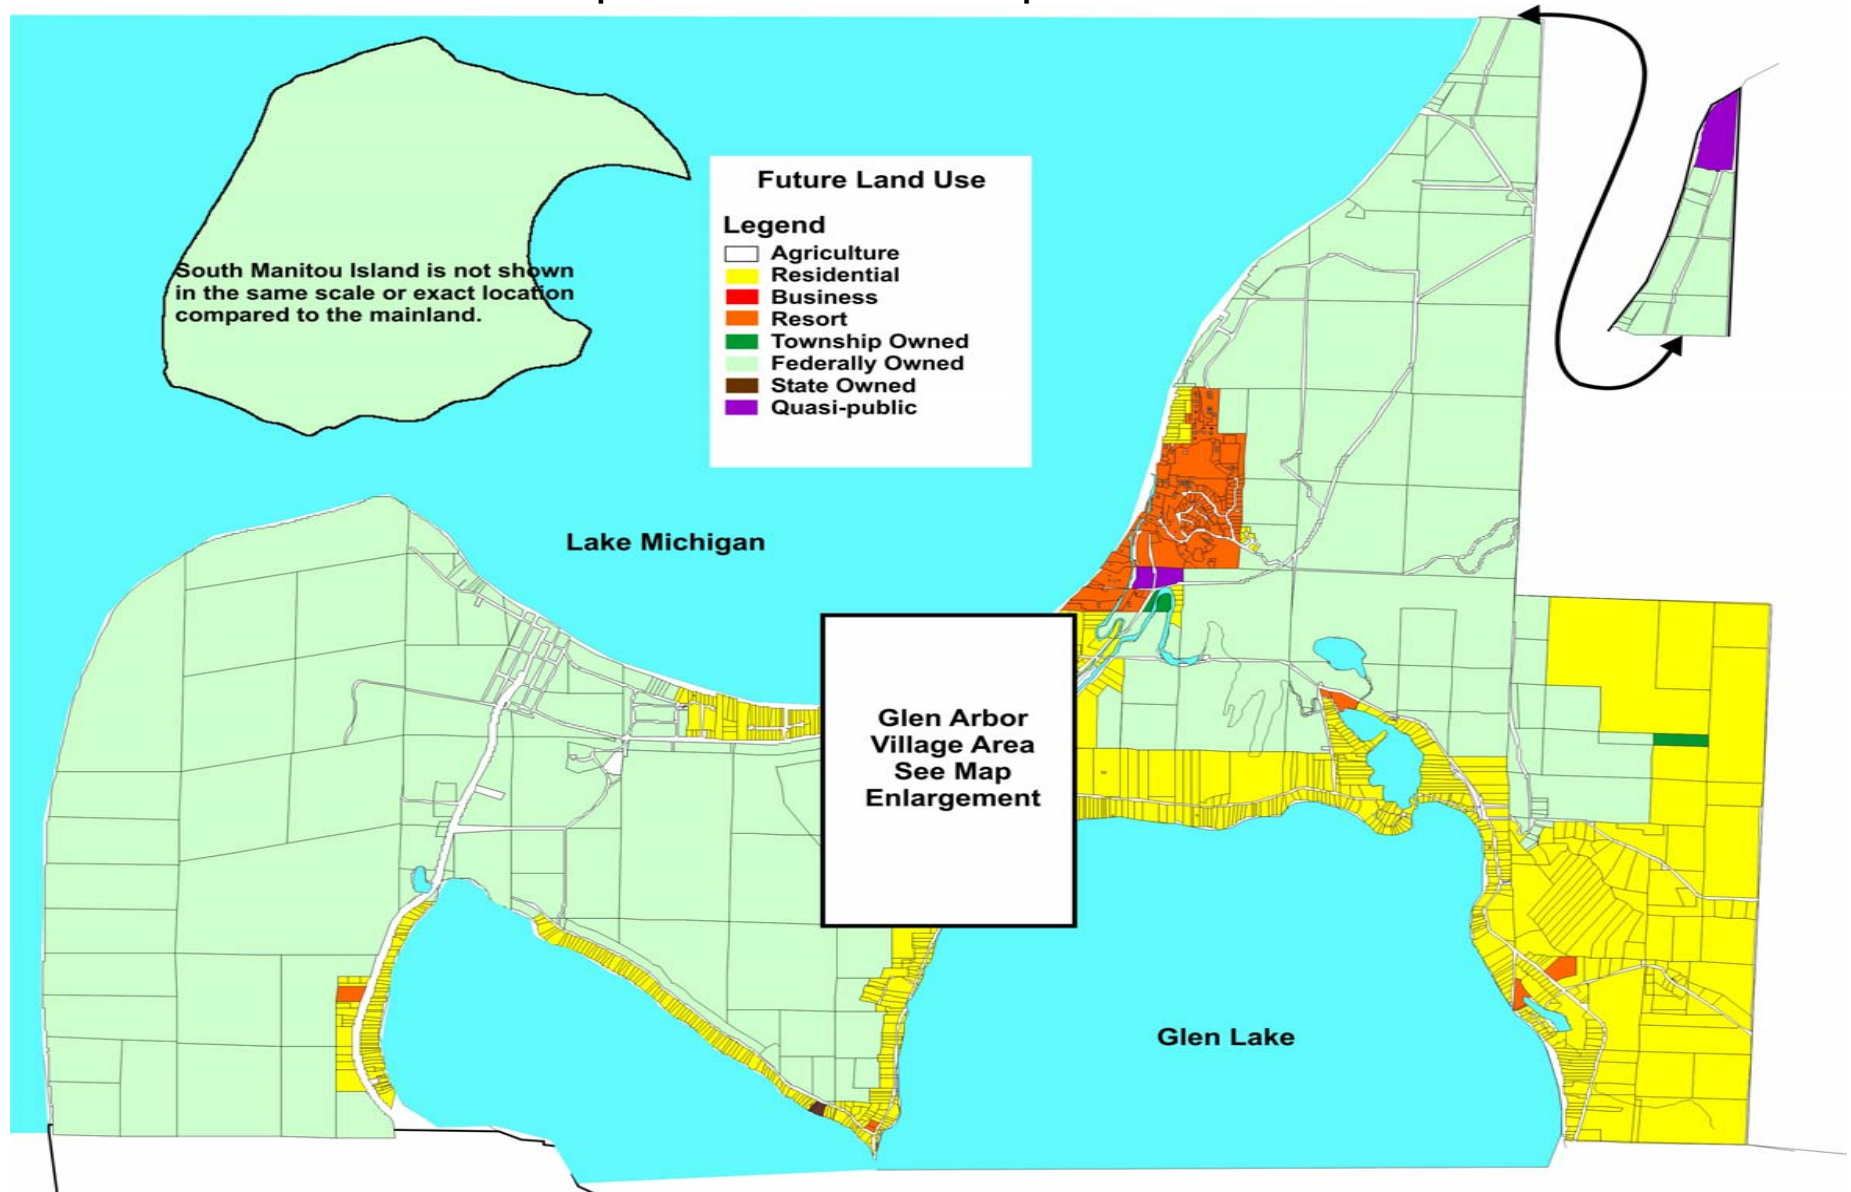 South Manitou Island is not shown
in the same scale or exact location
compared to the mainland.
Future Land Use
Legend
Agriculture
Residential
Business
Resort
Township Owned
Federally Owned
State Owned
Quasi-public
Lake Michigan
Glen Arbor
Village Area
See Map
Enlargement
Glen Lake